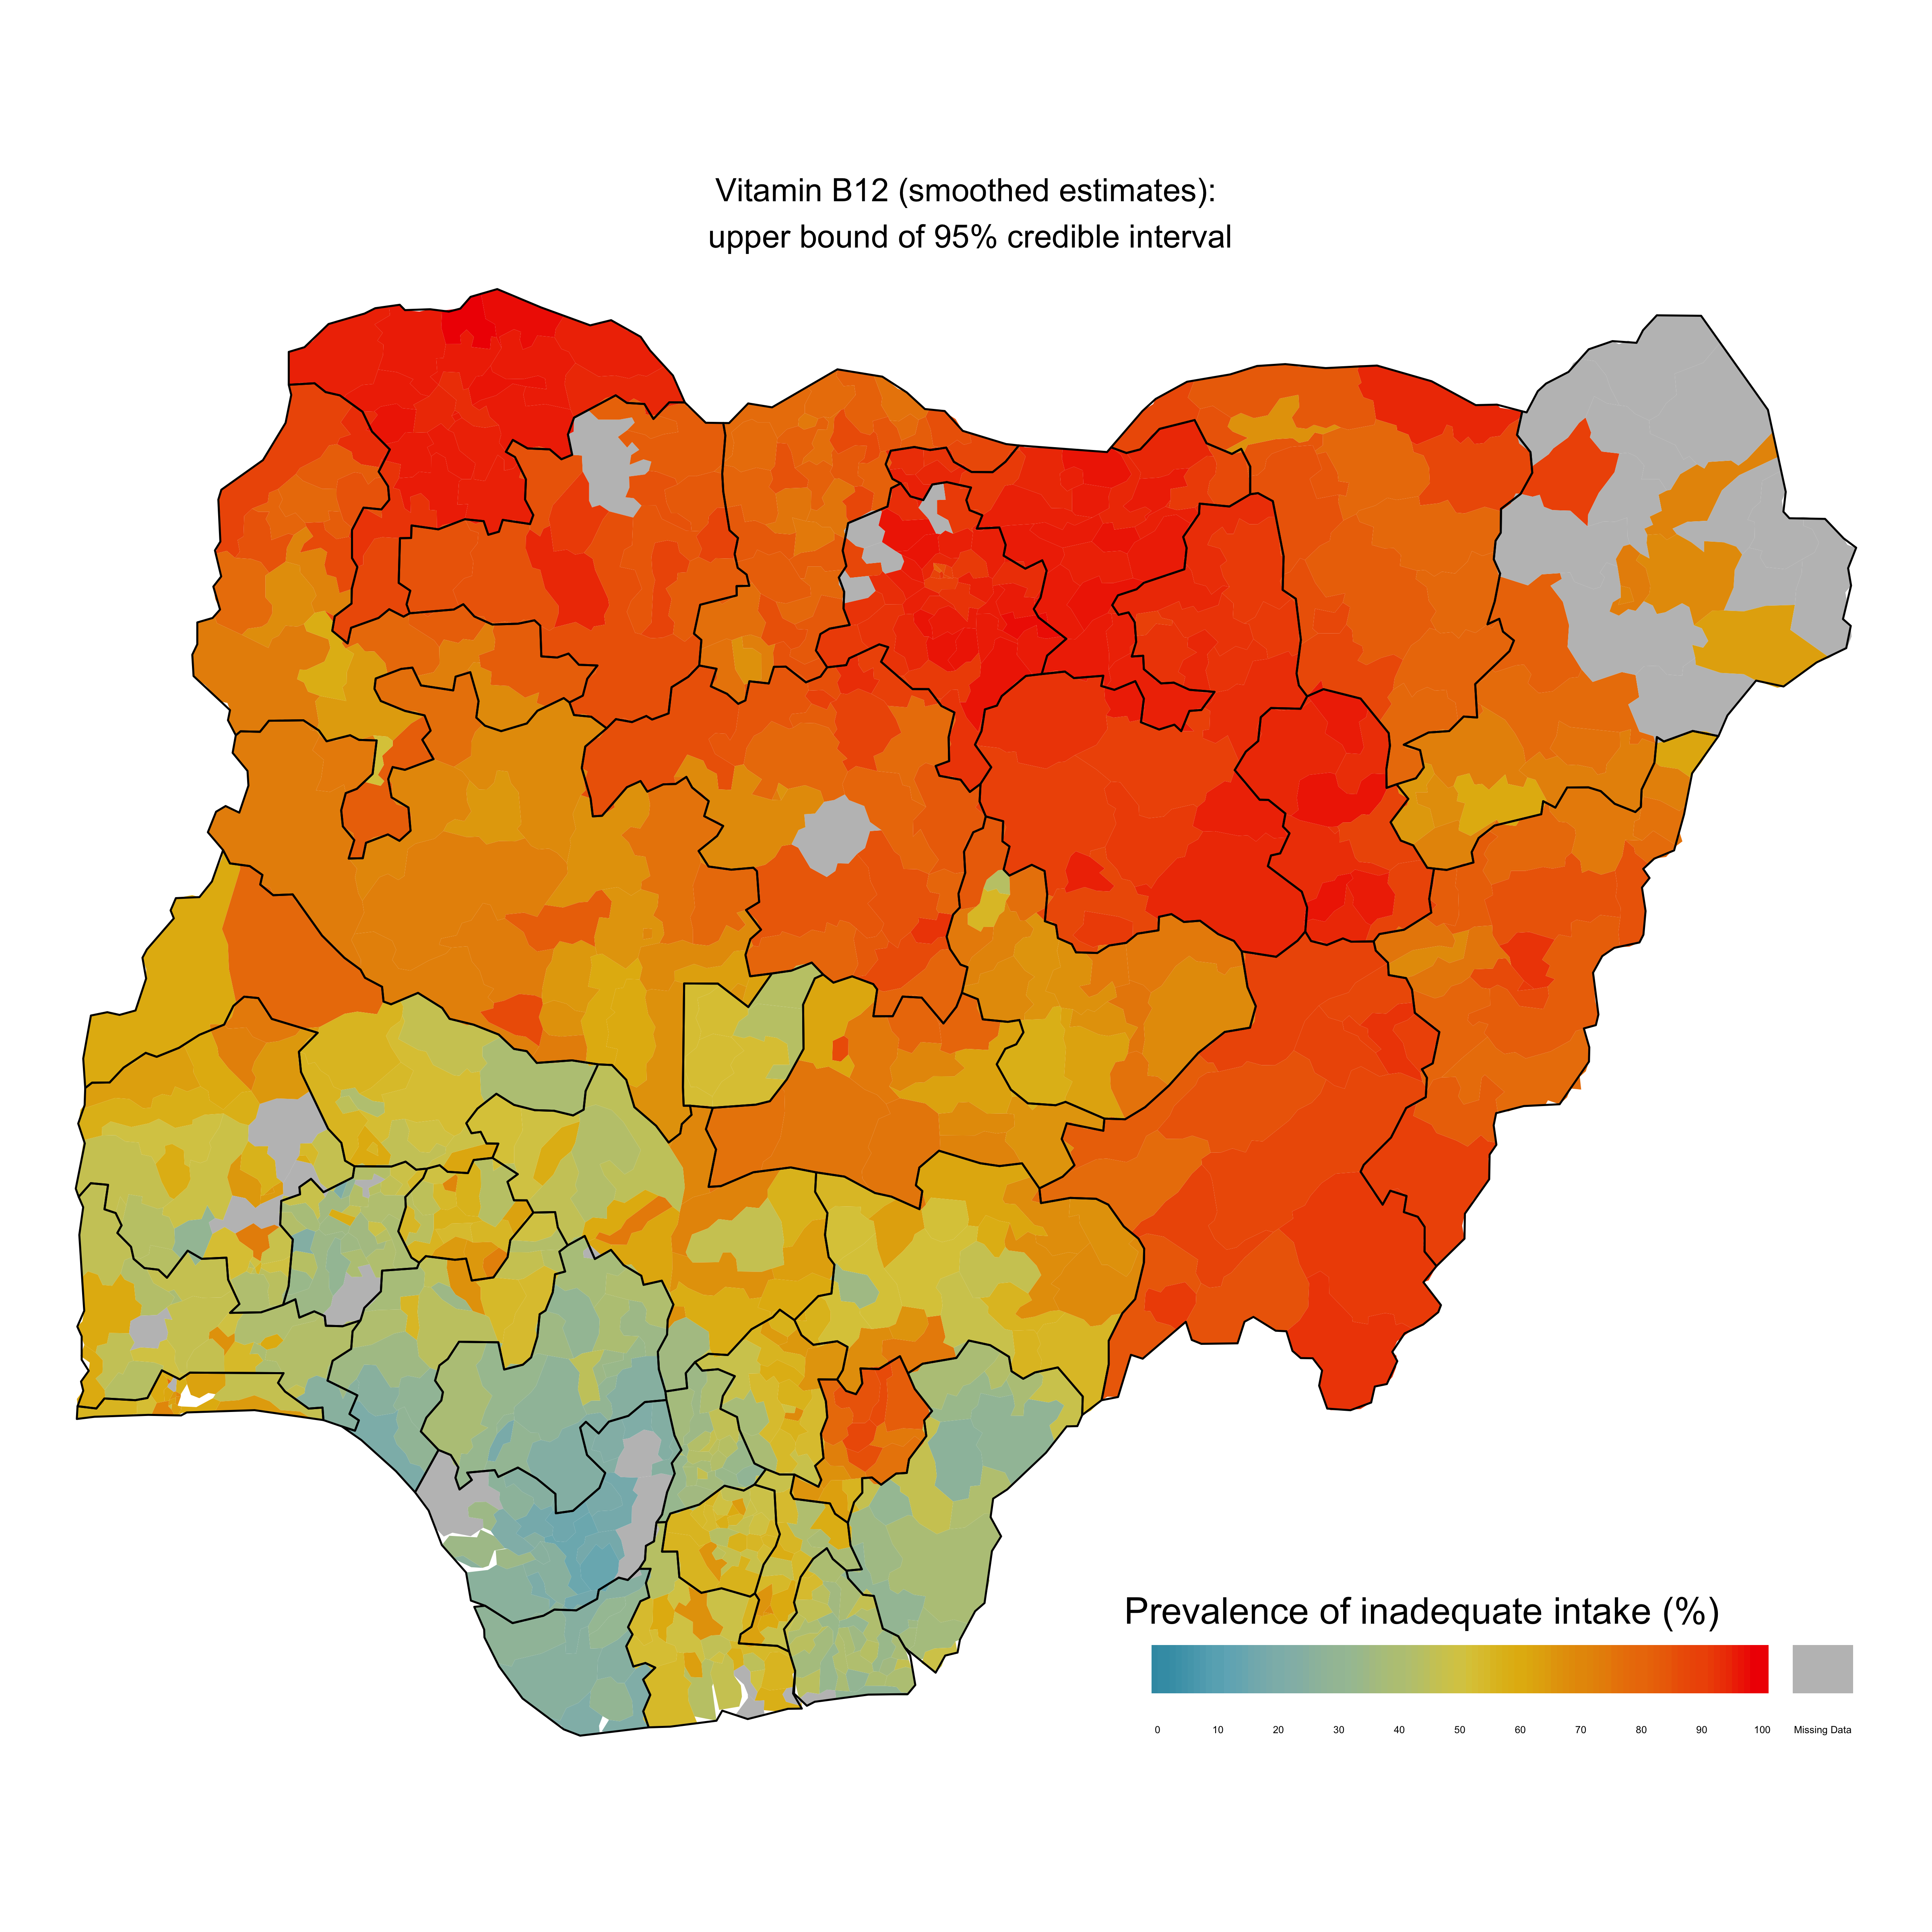 Vitamin B12 (smoothed estimates):
upper bound of 95% credible interval
Prevalence of inadequate intake (%)
0 10 20 30 40 50 60 70 80 90 100 Missing Data